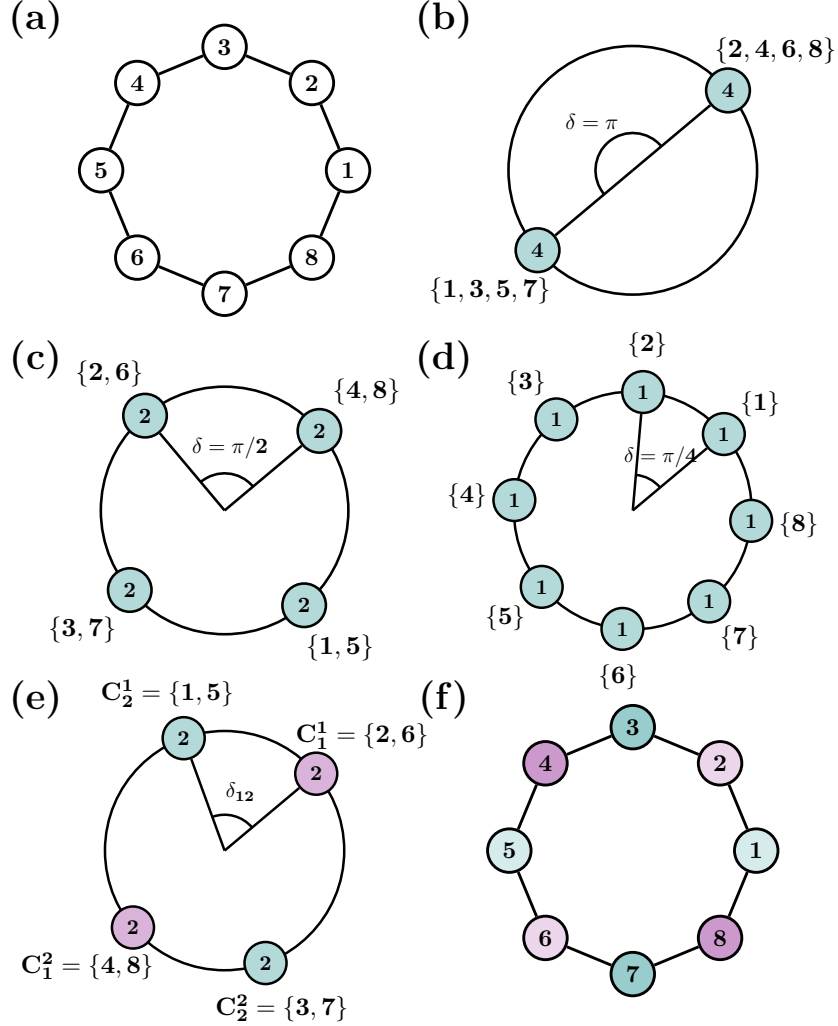 (a)
3
4
2
5
1
6
8
7
(b)
{2, 4, 6, 8}
4
δ = π
4
{1, 3, 5, 7}
(c)
{2, 6}
{4, 8}
2
2
δ = π/2
2
2
{3, 7}
{1, 5}
(d)
{2}
{3}
{1}
1
1
1
δ = π/4
{4}
1
1
{8}
1
1
{5}
1
{7}
{6}
(e)
C₂¹ = {1, 5}
C₁¹ = {2, 6}
2
2
δ₁₂
2
2
C₁² = {4, 8}
C₂² = {3, 7}
(f)
3
4
2
5
1
6
8
7